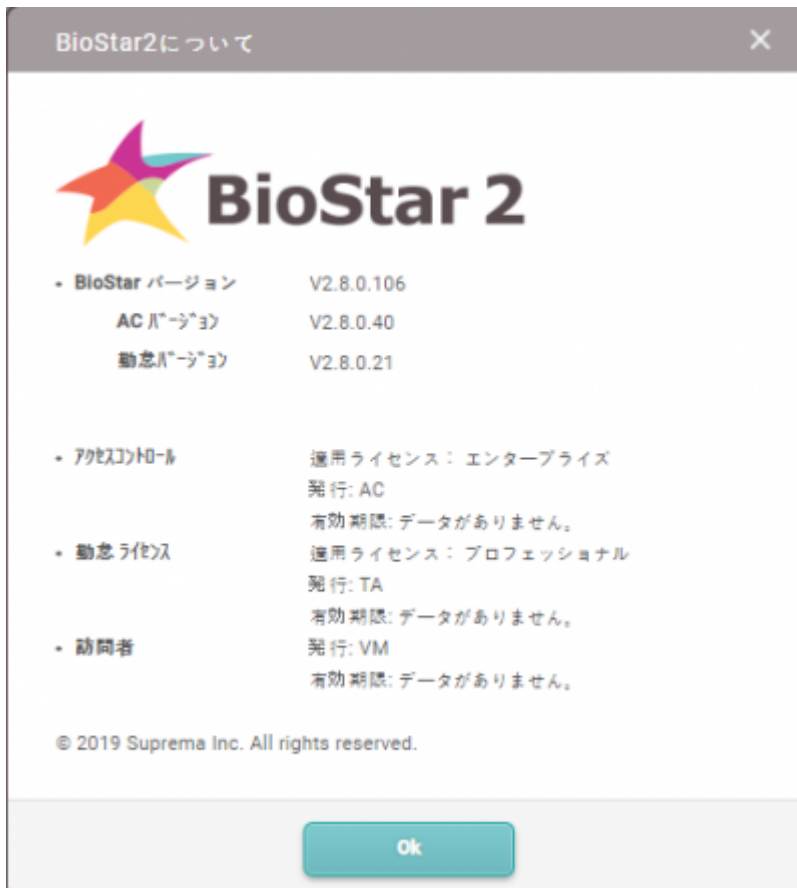 BioStar2について
BioStar 2
• BioStar バージョン V2.8.0.106
AC ﾊﾞｰｼﾞｮﾝ V2.8.0.40
勤怠ﾊﾞｰｼﾞｮﾝ V2.8.0.21
• ｱｸｾｽｺﾝﾄﾛｰﾙ 適用ライセンス： エンタープライズ
発行: AC
有効期限: データがありません。
• 勤怠 ﾗｲｾﾝｽ 適用ライセンス： プロフェッショナル
発行: TA
有効期限: データがありません。
• 訪問者 発行: VM
有効期限: データがありません。
© 2019 Suprema Inc. All rights reserved.
Ok